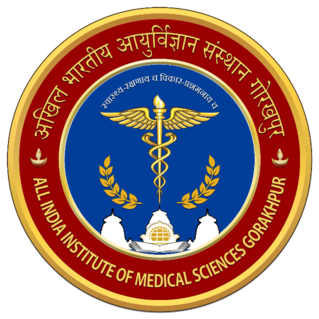 अखिल भारतीय आयुर्विज्ञान संस्थान गोरखपुर
स्वास्थ्य-रक्षणाय च विकार-प्रशमनाय च
ALL INDIA INSTITUTE OF MEDICAL SCIENCES GORAKHPUR